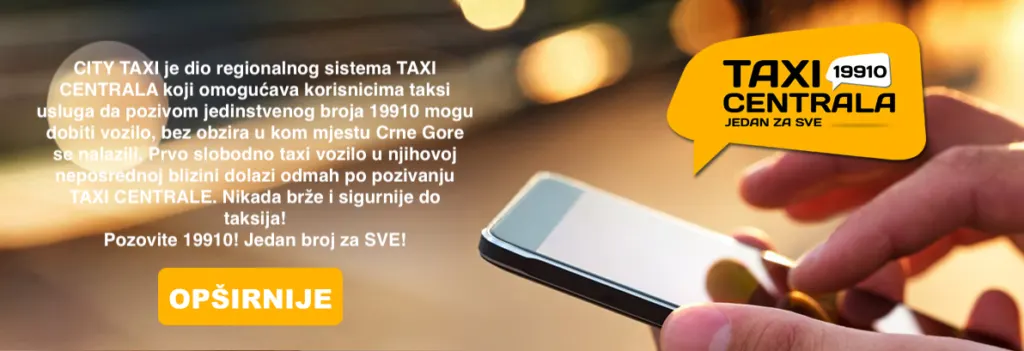 CITY TAXI je dio regionalnog sistema TAXI
CENTRALA koji omogućava korisnicima taksi
usluga da pozivom jedinstvenog broja 19910 mogu
dobiti vozilo, bez obzira u kom mjestu Crne Gore
se nalazili. Prvo slobodno taxi vozilo u njihovoj
neposrednoj blizini dolazi odmah po pozivanju
TAXI CENTRALE. Nikada brže i sigurnije do
taksija!
Pozovite 19910! Jedan broj za SVE!
OPŠIRNIJE
TAXI 19910
CENTRALA
JEDAN ZA SVE